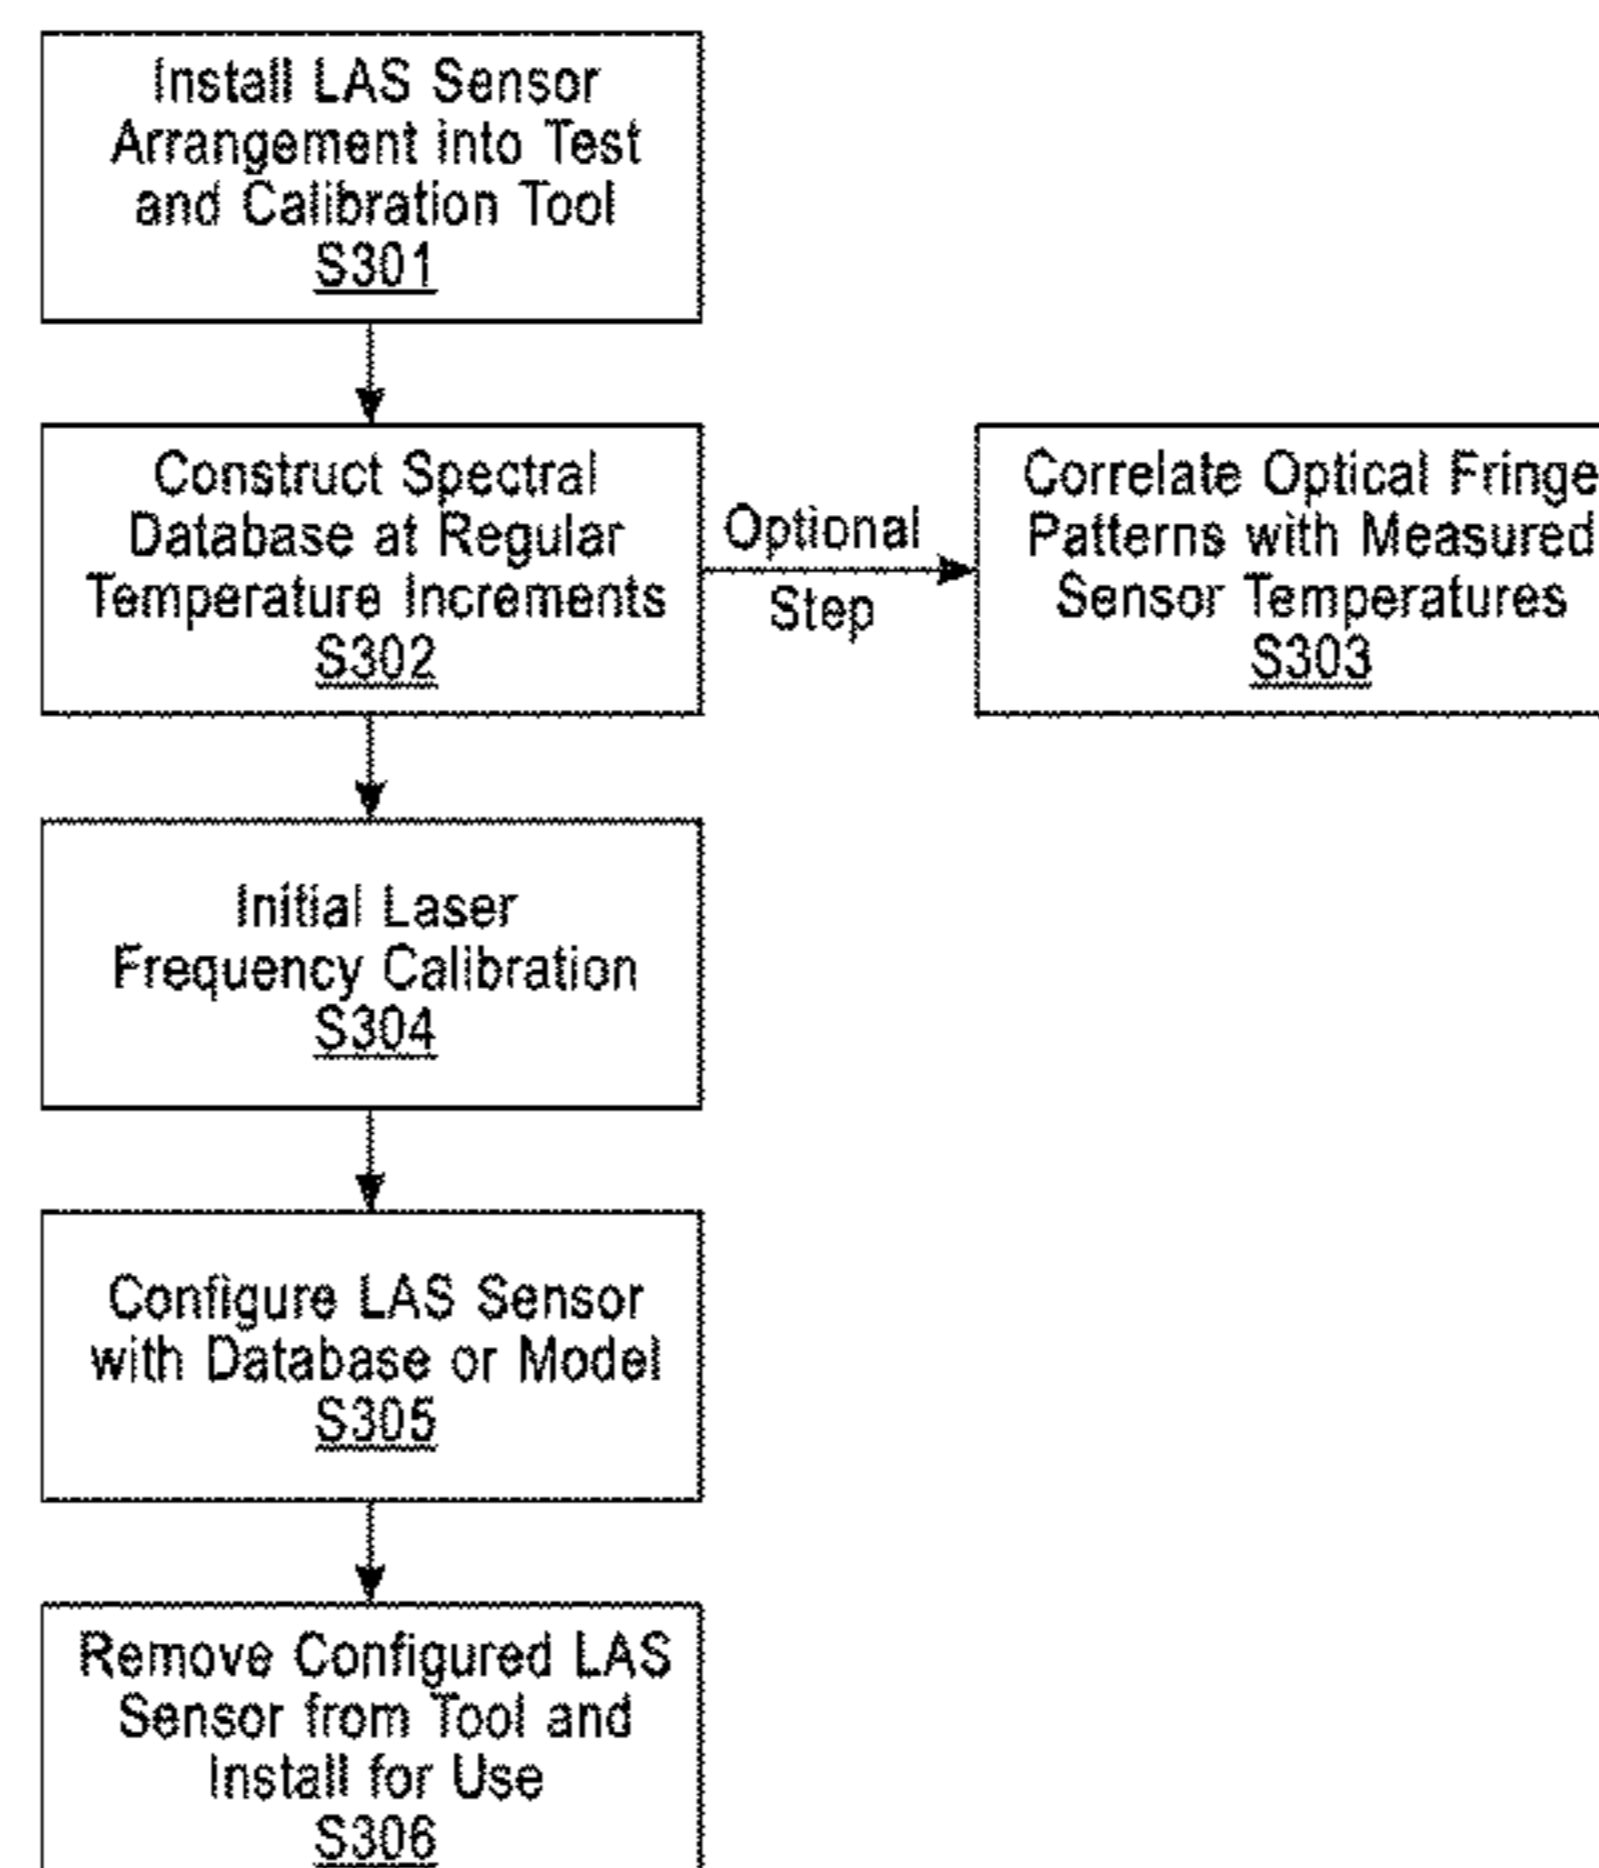 Install LAS Sensor
Arrangement into Test
and Calibration Tool
S301
Construct Spectral
Database at Regular
Temperature Increments
S302
Optional
Step
Correlate Optical Fringe
Patterns with Measured
Sensor Temperatures
S303
Initial Laser
Frequency Calibration
S304
Configure LAS Sensor
with Database or Model
S305
Remove Configured LAS
Sensor from Tool and
Install for Use
S306